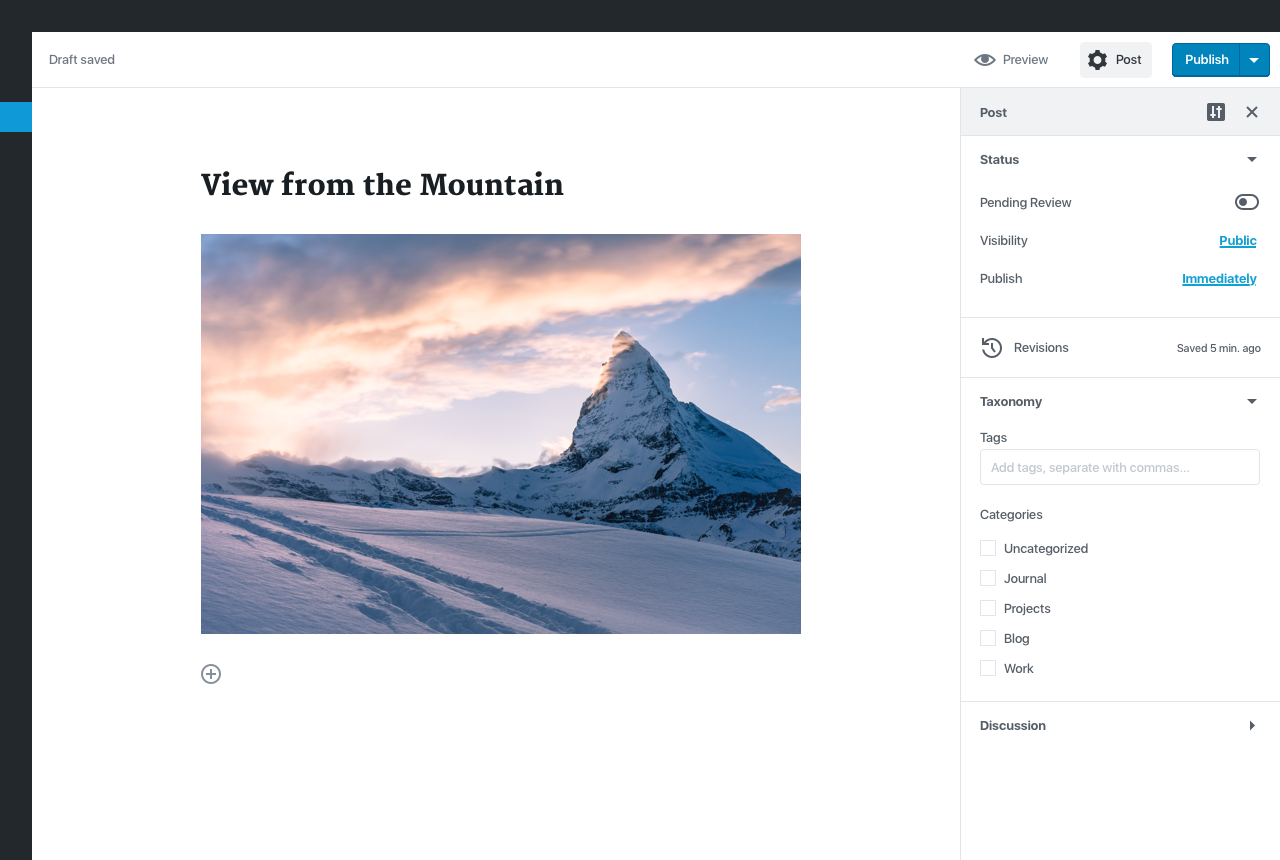 Draft saved
Preview
Post
Publish
View from the Mountain
Post
Status
Pending Review
Visibility Public
Publish Immediately
Revisions Saved 5 min. ago
Taxonomy
Tags
Add tags, separate with commas...
Categories
Uncategorized
Journal
Projects
Blog
Work
Discussion